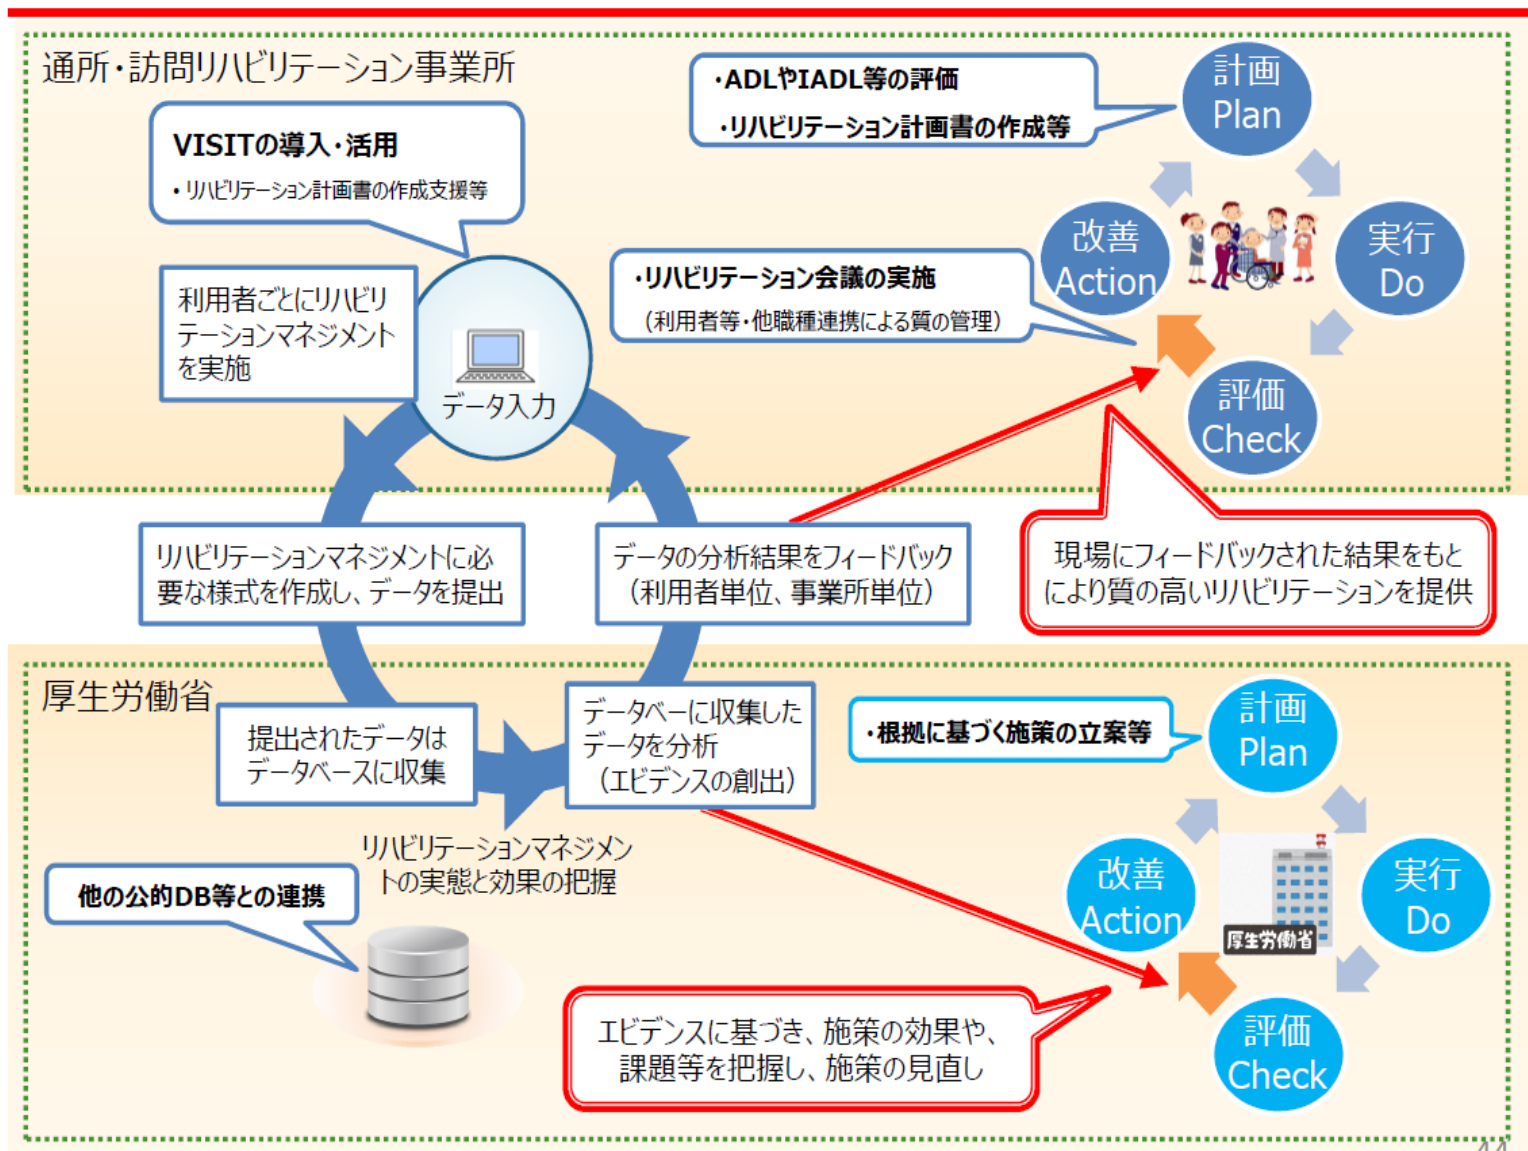 通所・訪問リハビリテーション事業所
VISITの導入・活用
・リハビリテーション計画書の作成支援等
・ADLやIADL等の評価
・リハビリテーション計画書の作成等
計画
Plan
改善
Action
実行
Do
評価
Check
・リハビリテーション会議の実施
（利用者等・他職種連携による質の管理）
利用者ごとにリハビリ
テーションマネジメント
を実施
データ入力
リハビリテーションマネジメントに必
要な様式を作成し、データを提出
データの分析結果をフィードバック
（利用者単位、事業所単位）
現場にフィードバックされた結果をもと
により質の高いリハビリテーションを提供
厚生労働省
提出されたデータは
データベースに収集
データベーに収集した
データを分析
（エビデンスの創出）
リハビリテーションマネジメン
トの実態と効果の把握
他の公的DB等との連携
・根拠に基づく施策の立案等
計画
Plan
改善
Action
実行
Do
厚生労働省
評価
Check
エビデンスに基づき、施策の効果や、
課題等を把握し、施策の見直し
44